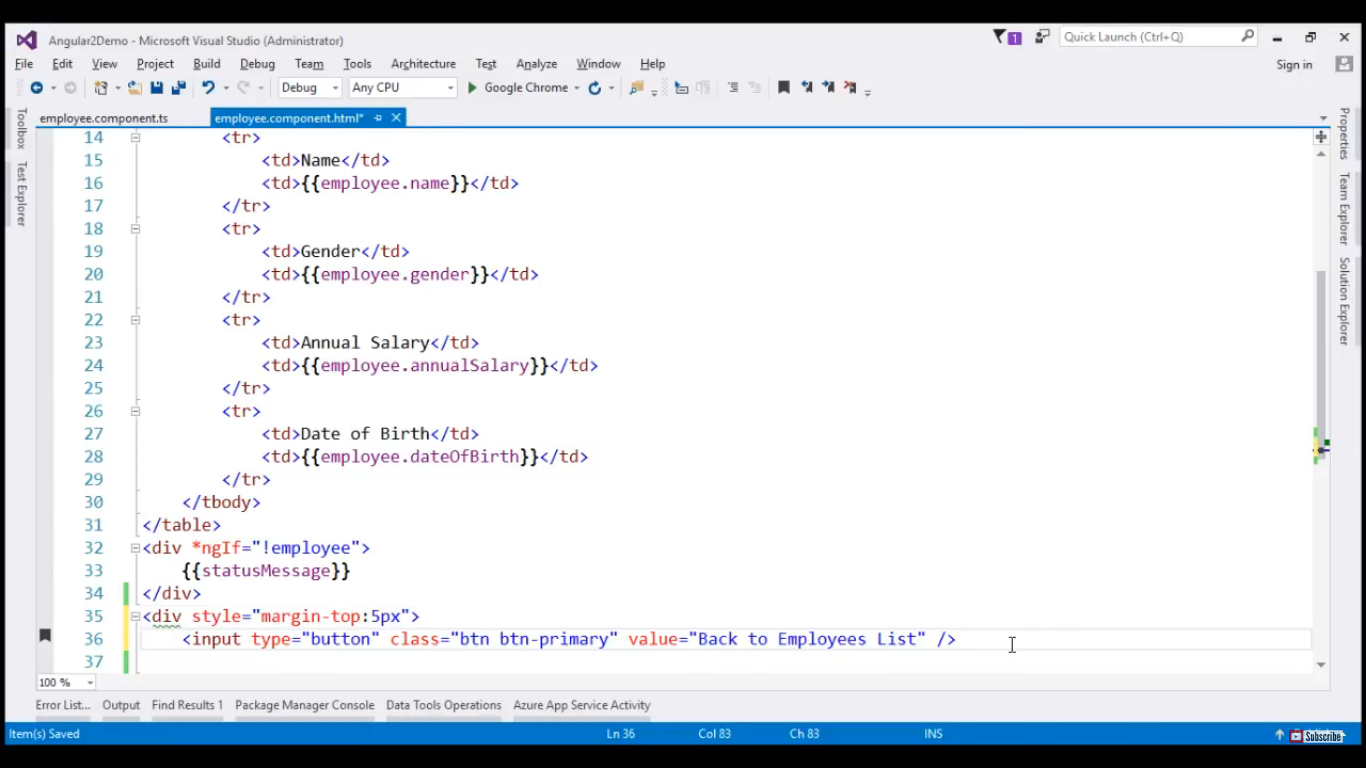 Angular2Demo - Microsoft Visual Studio (Administrator)
1
Quick Launch (Ctrl+Q)
File Edit View Project Build Debug Team Tools Architecture Test Analyze Window Help
Sign in
Debug Any CPU Google Chrome
employee.component.ts employee.component.html*
Toolbox
Test Explorer
Properties
Team Explorer
Solution Explorer
14 <tr>
15 <td>Name</td>
16 <td>{{employee.name}}</td>
17 </tr>
18 <tr>
19 <td>Gender</td>
20 <td>{{employee.gender}}</td>
21 </tr>
22 <tr>
23 <td>Annual Salary</td>
24 <td>{{employee.annualSalary}}</td>
25 </tr>
26 <tr>
27 <td>Date of Birth</td>
28 <td>{{employee.dateOfBirth}}</td>
29 </tr>
30 </tbody>
31 </table>
32 <div *ngIf="!employee">
33 {{statusMessage}}
34 </div>
35 <div style="margin-top:5px">
36 <input type="button" class="btn btn-primary" value="Back to Employees List" />
37
100 %
Error List... Output Find Results 1 Package Manager Console Data Tools Operations Azure App Service Activity
Item(s) Saved Ln 36 Col 83 Ch 83 INS
Subscribe